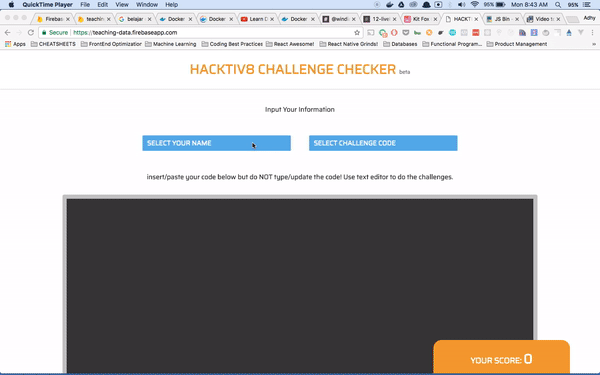 QuickTime Player File Edit View Window Help
95% Mon 8:43 AM
Firebas teachin belajar Docker Docker Learn D Docker @windo 12-live Kit Fox HACKTI JS Bin Video t Adhy
Secure https://teaching-data.firebaseapp.com
Apps CHEATSHEETS FrontEnd Optimization Machine Learning Coding Best Practices React Awesome React Native Grinds! Databases Functional Program... Product Management
HACKTIV8 CHALLENGE CHECKER beta
Input Your Information
SELECT YOUR NAME SELECT CHALLENGE CODE
insert/paste your code below but do NOT type/update the code! Use text editor to do the challenges.
YOUR SCORE: 0